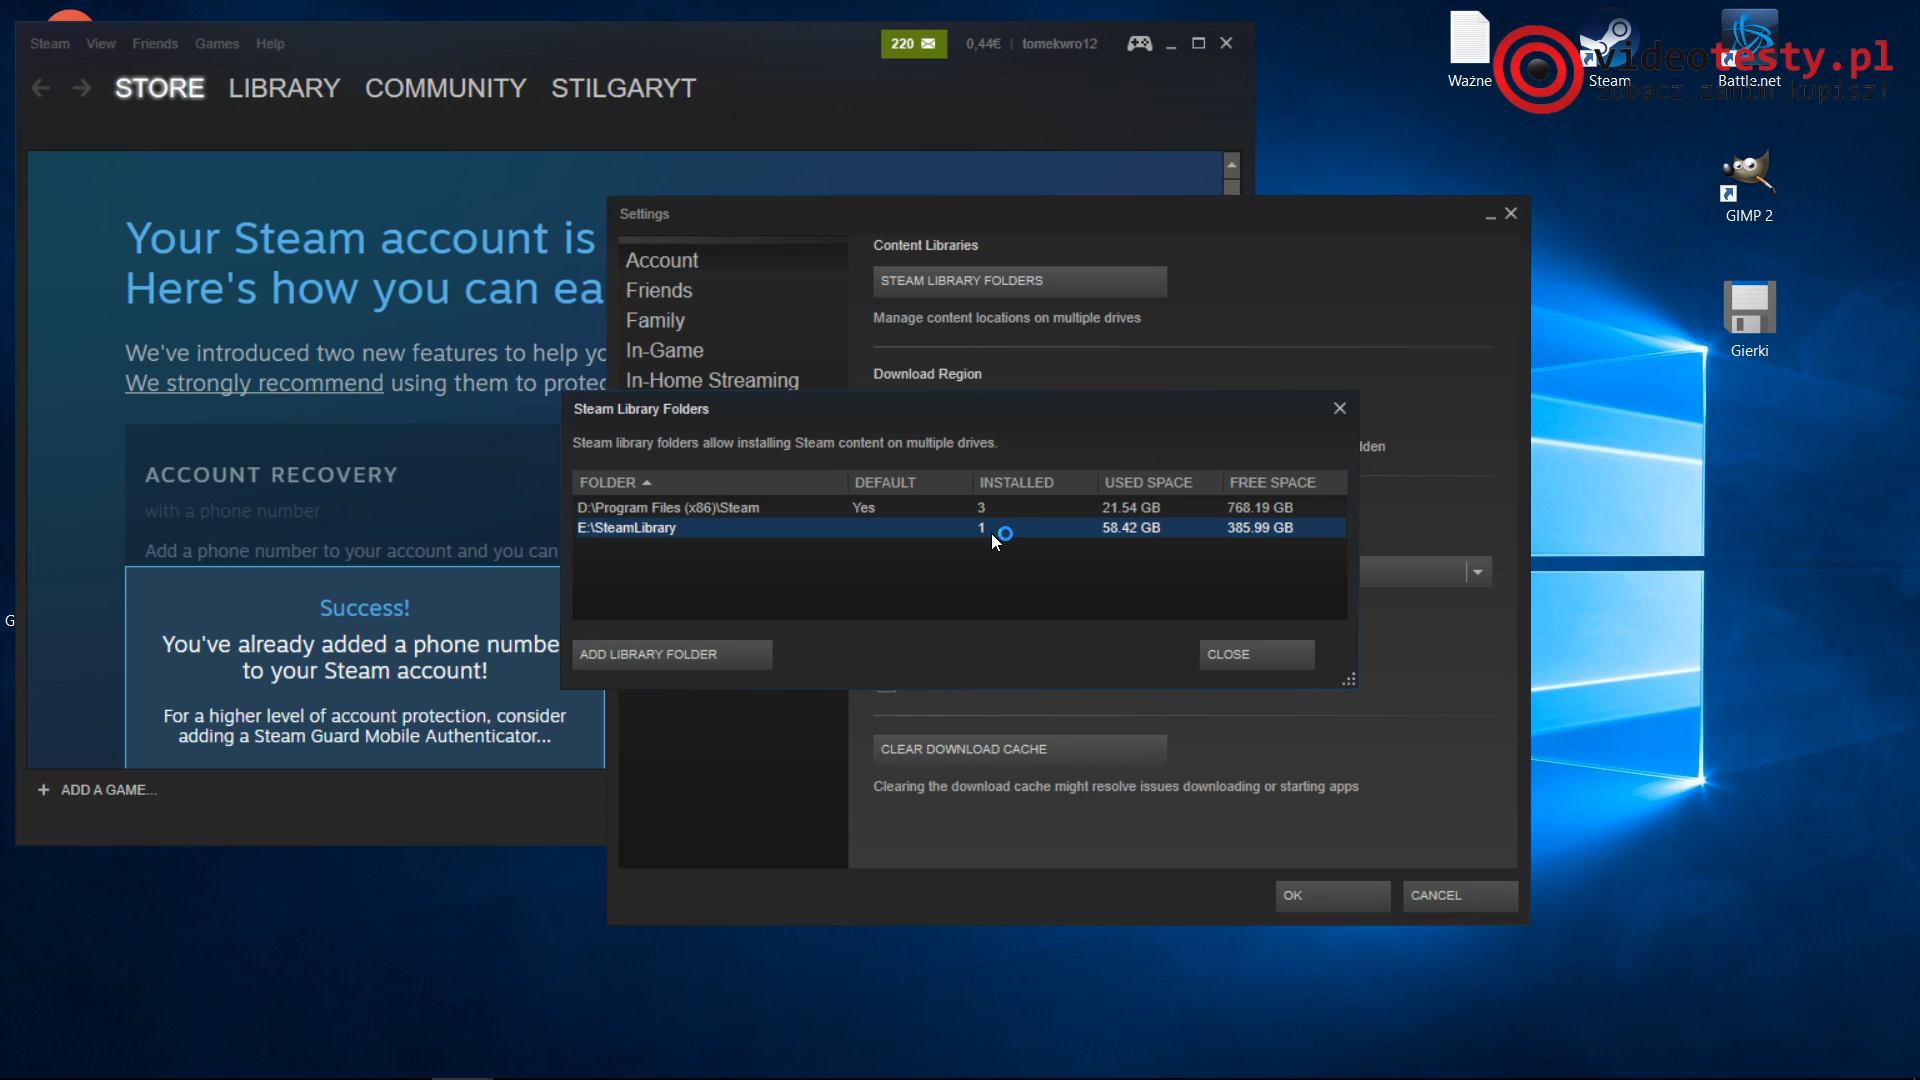 Steam View Friends Games Help
220 0,44€ tomekwro12
STORE LIBRARY COMMUNITY STILGARYT
Your Steam account is
Here's how you can ea
We've introduced two new features to help yo
We strongly recommend using them to protec
ACCOUNT RECOVERY
with a phone number
Add a phone number to your account and you can
Success!
You've already added a phone numbe
to your Steam account!
For a higher level of account protection, consider
adding a Steam Guard Mobile Authenticator...
+ ADD A GAME...
G
Settings
Account
Friends
Family
In-Game
In-Home Streaming
Content Libraries
STEAM LIBRARY FOLDERS
Manage content locations on multiple drives
Download Region
lden
Steam Library Folders
Steam library folders allow installing Steam content on multiple drives.
FOLDER DEFAULT INSTALLED USED SPACE FREE SPACE
D:\Program Files (x86)\Steam Yes 3 21.54 GB 768.19 GB
E:\SteamLibrary 1 58.42 GB 385.99 GB
ADD LIBRARY FOLDER CLOSE
CLEAR DOWNLOAD CACHE
Clearing the download cache might resolve issues downloading or starting apps
OK CANCEL
Ważne
Steam
Battle.net
videotesty.pl
zobacz zanim kupisz!
GIMP 2
Gierki